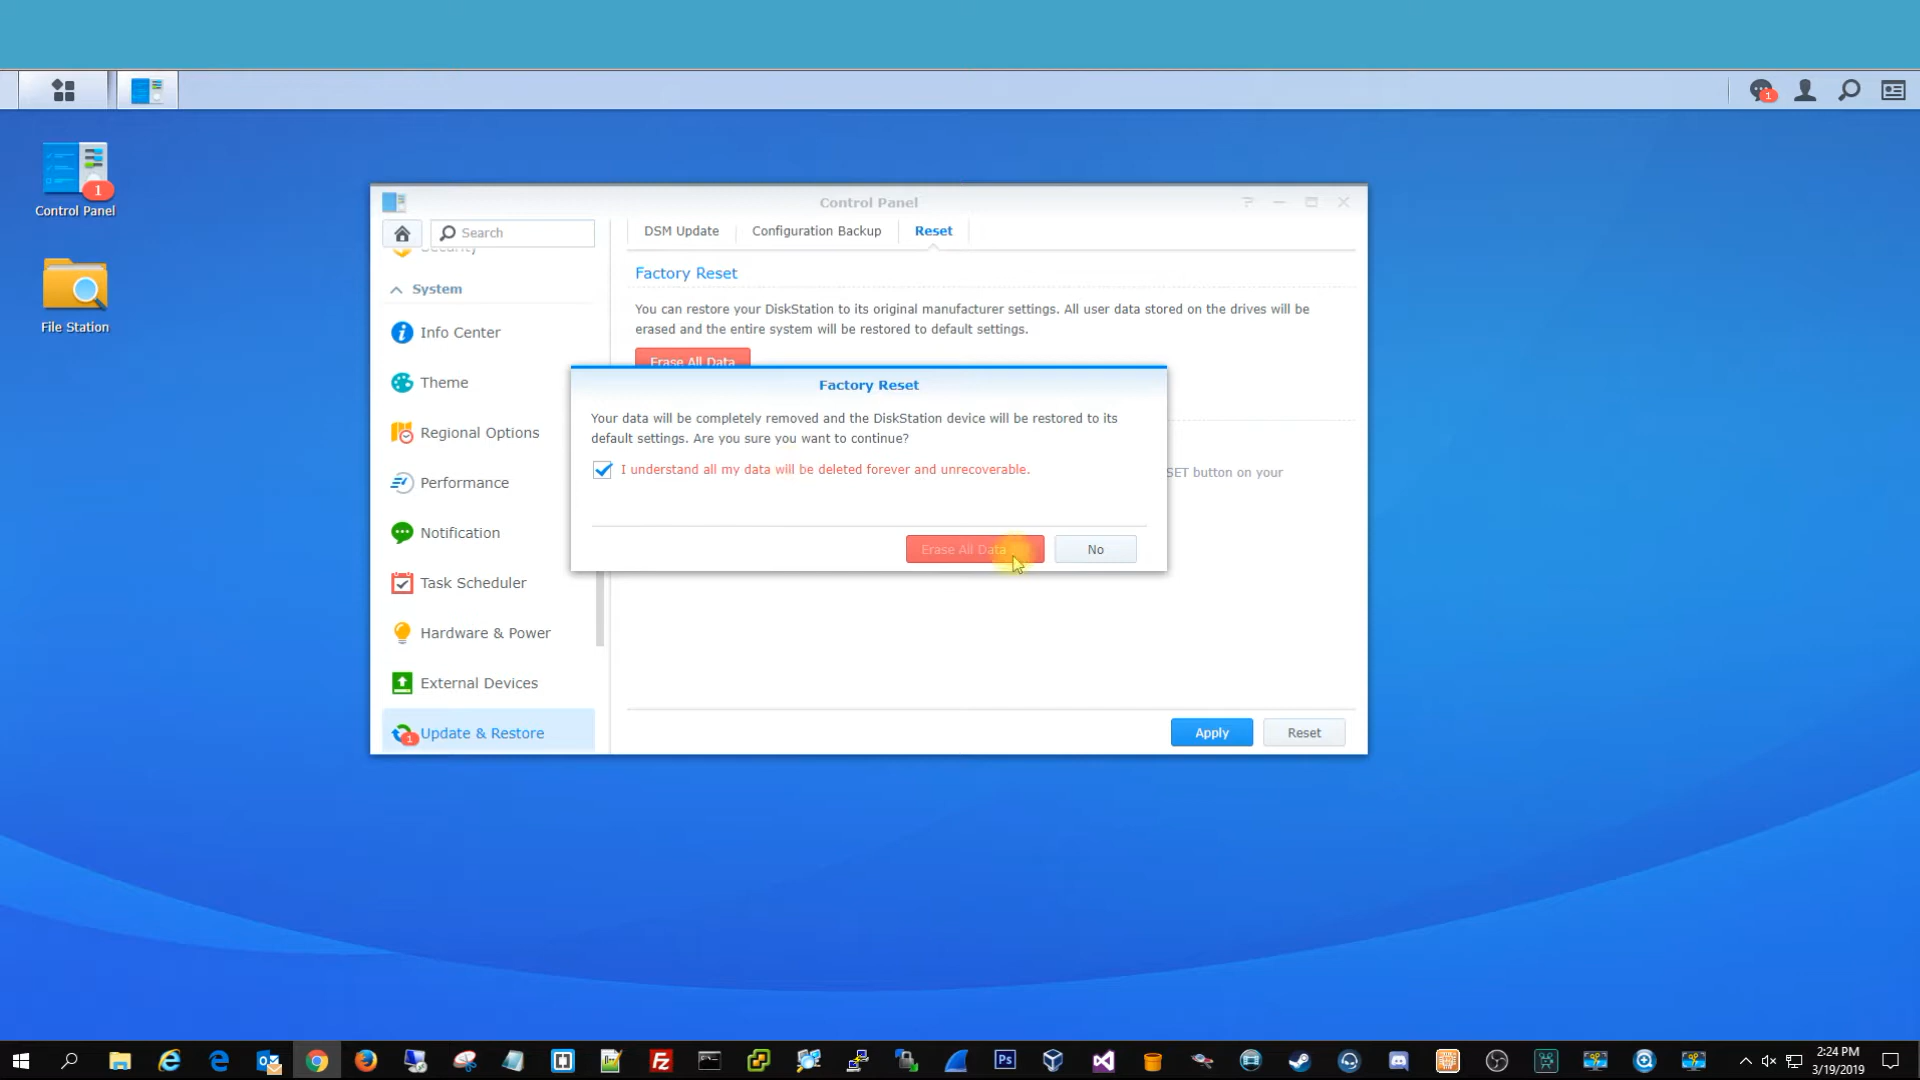 1
Control Panel
1
Control Panel
File Station
Search
Security
System
Info Center
Theme
Regional Options
Performance
Notification
Task Scheduler
Hardware & Power
External Devices
1
Update & Restore
DSM Update
Configuration Backup
Reset
Factory Reset
You can restore your DiskStation to its original manufacturer settings. All user data stored on the drives will be
erased and the entire system will be restored to default settings.
Erase All Data
SET button on your
Factory Reset
Your data will be completely removed and the DiskStation device will be restored to its
default settings. Are you sure you want to continue?
I understand all my data will be deleted forever and unrecoverable.
Erase All Data
No
Apply
Reset
Ps
2:24 PM
3/19/2019